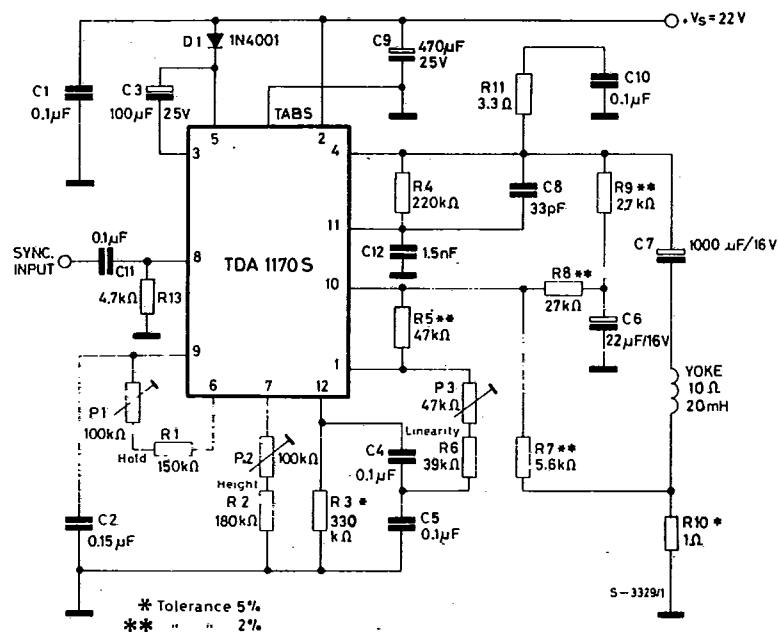 +Vs=22V
D1
1N4001
C9
470µF
25V
C1
0.1µF
C3
100µF
25V
TABS
R11
3.3Ω
C10
0.1µF
5
2
3
4
R4
220kΩ
C8
33pF
R9**
2.7kΩ
C7
1000 µF/16V
SYNC.
INPUT
0.1µF
C11
8
TDA 1170S
11
C12
1.5nF
4.7kΩ
R13
10
R8**
27kΩ
R5**
47kΩ
C6
22µF/16V
9
1
P1
100kΩ
6
7
12
P3
47kΩ
YOKE
10Ω
20mH
Hold
R1
150kΩ
P2
100kΩ
Linearity
C4
0.1µF
R6
39kΩ
R7**
5.6kΩ
Height
R2
180kΩ
R3*
330
kΩ
C5
0.1µF
C2
0.15µF
R10*
1Ω
S-3329/1
* Tolerance 5%
** " " 2%